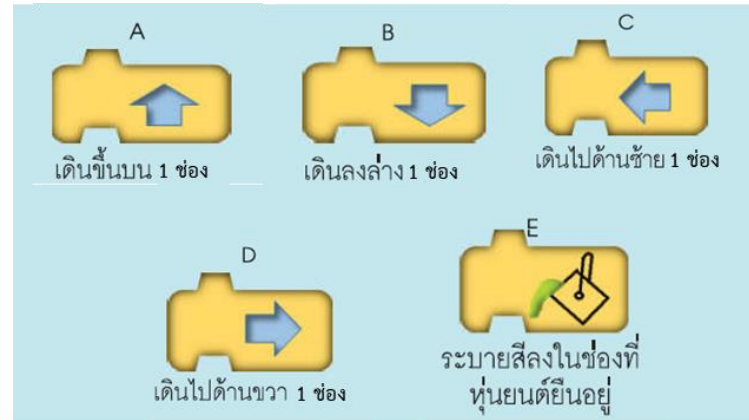 A
เดินขึ้นบน 1 ช่อง
B
เดินลงล่าง 1 ช่อง
C
เดินไปด้านซ้าย 1 ช่อง
D
เดินไปด้านขวา 1 ช่อง
E
ระบายสีลงในช่องที่
หุ่นยนต์ยืนอยู่